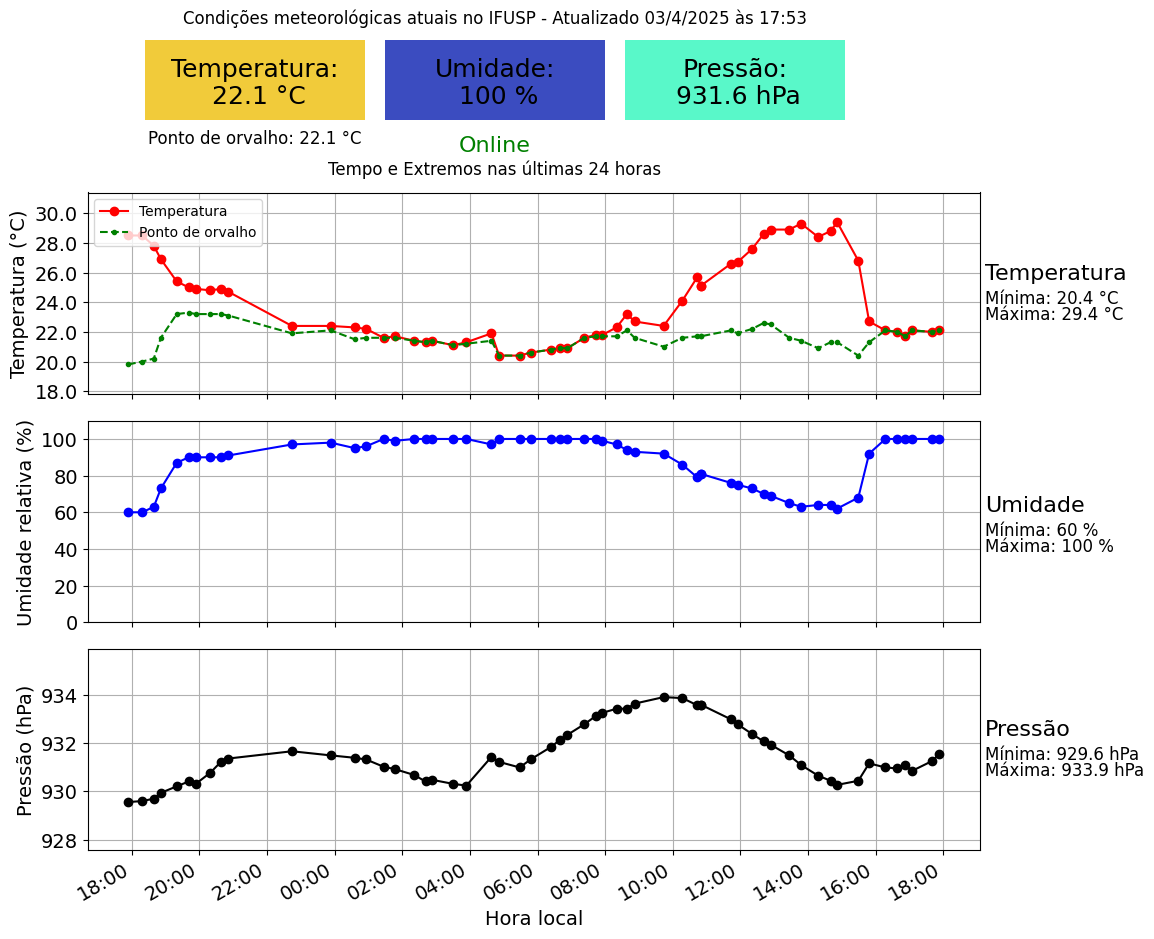 Condições meteorológicas atuais no IFUSP - Atualizado 03/4/2025 às 17:53
Temperatura:
22.1 °C
Umidade:
100 %
Pressão:
931.6 hPa
Ponto de orvalho: 22.1 °C
Online
Tempo e Extremos nas últimas 24 horas
Temperatura (°C)
30.0
28.0
26.0
24.0
22.0
20.0
18.0
Temperatura
Ponto de orvalho
Temperatura
Mínima: 20.4 °C
Máxima: 29.4 °C
Umidade relativa (%)
100
80
60
40
20
0
Umidade
Mínima: 60 %
Máxima: 100 %
Pressão (hPa)
934
932
930
928
Pressão
Mínima: 929.6 hPa
Máxima: 933.9 hPa
18:00
20:00
22:00
00:00
02:00
04:00
06:00
08:00
10:00
12:00
14:00
16:00
18:00
Hora local